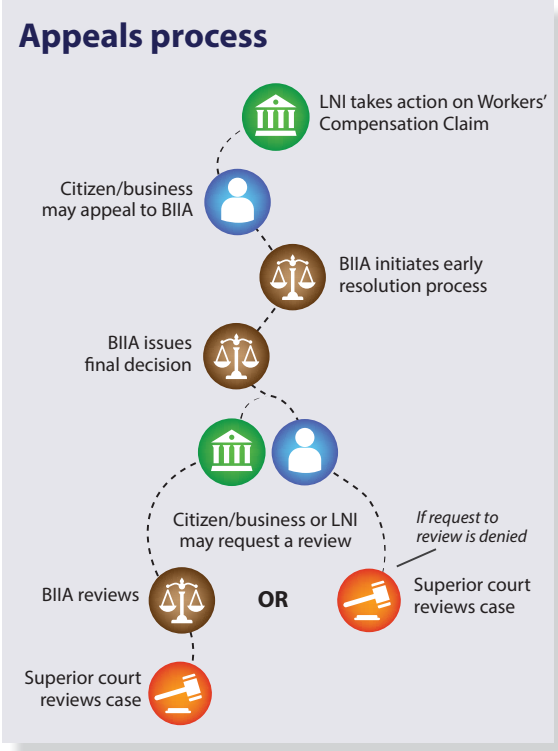 Appeals process
LNI takes action on Workers’
Compensation Claim
Citizen/business
may appeal to BIIA
BIIA initiates early
resolution process
BIIA issues
final decision
Citizen/business or LNI
may request a review
If request to
review is denied
BIIA reviews
OR
Superior court
reviews case
Superior court
reviews case